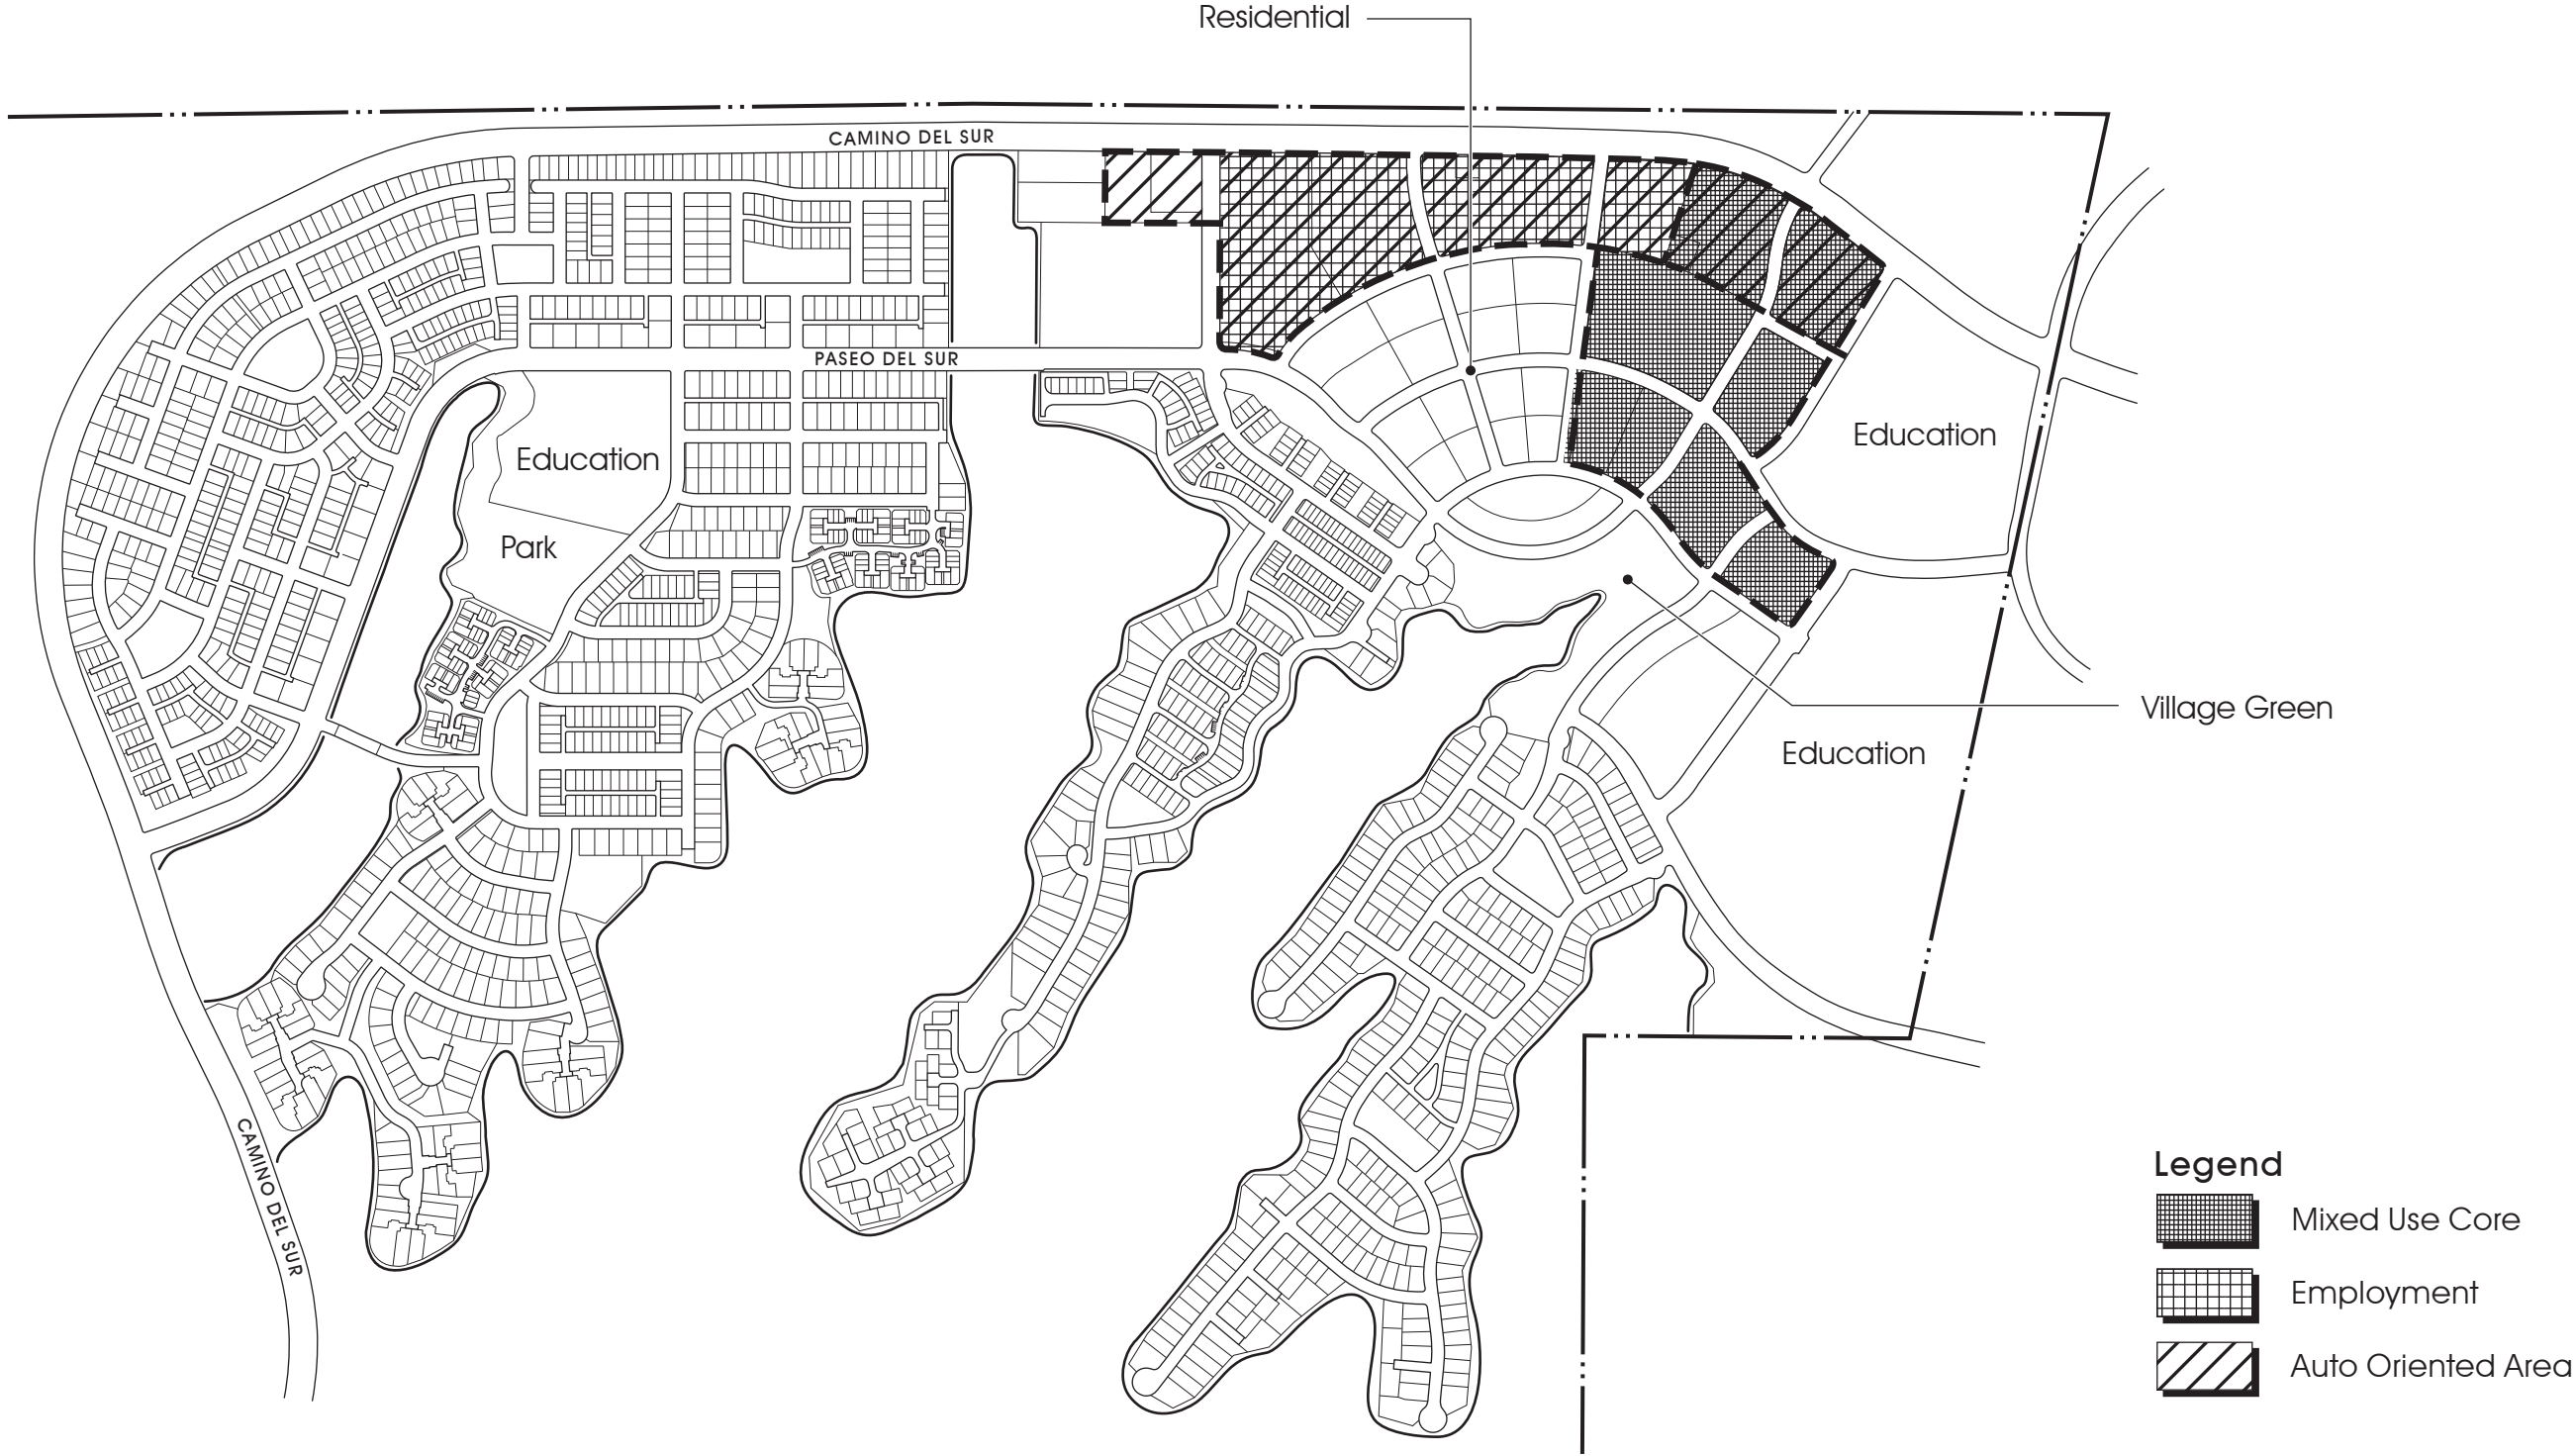 Residential
CAMINO DEL SUR
PASEO DEL SUR
Education
Education
Park
Village Green
Education
CAMINO DEL SUR
Legend
Mixed Use Core
Employment
Auto Oriented Area